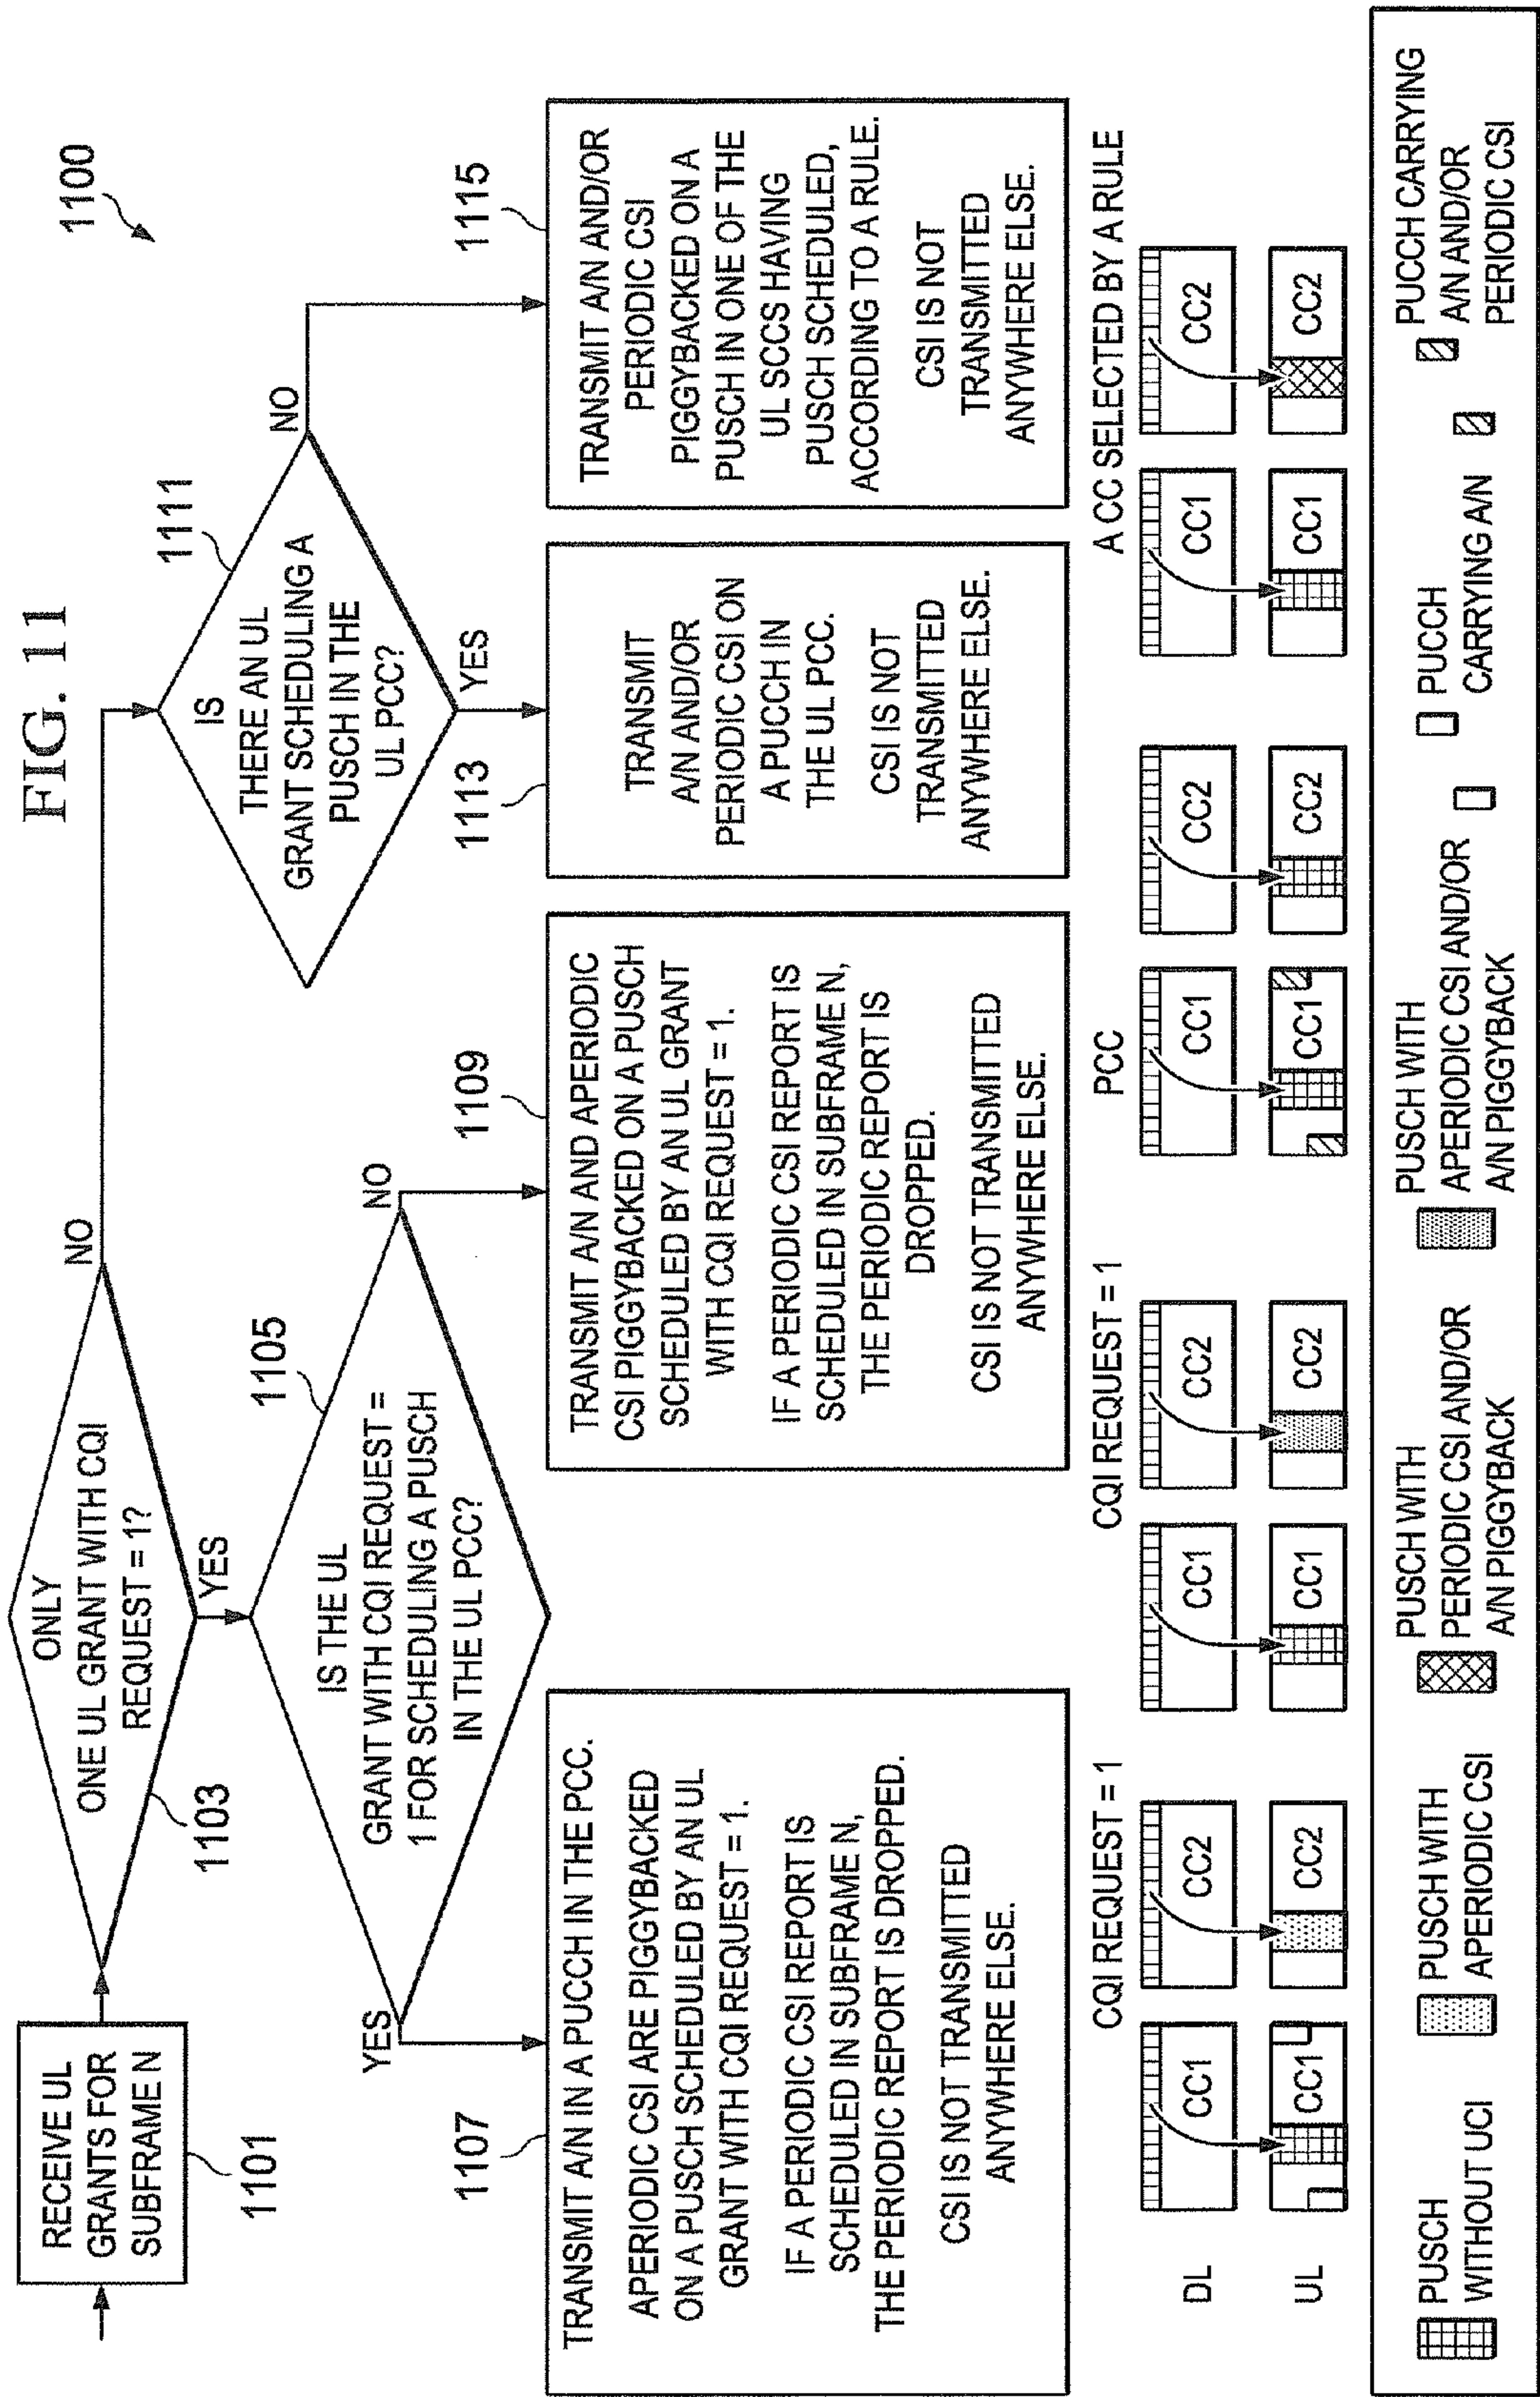 FIG. 11
1100
RECEIVE UL
GRANTS FOR
SUBFRAME N
1101
ONLY
ONE UL GRANT WITH CQI
REQUEST = 1?
1103
NO
YES
IS THE UL
GRANT WITH CQI REQUEST =
1 FOR SCHEDULING A PUSCH
IN THE UL PCC?
1105
YES
NO
IS
THERE AN UL
GRANT SCHEDULING A
PUSCH IN THE
UL PCC?
1111
NO
YES
1107
TRANSMIT A/N IN A PUCCH IN THE PCC.
APERIODIC CSI ARE PIGGYBACKED
ON A PUSCH SCHEDULED BY AN UL
GRANT WITH CQI REQUEST = 1.
IF A PERIODIC CSI REPORT IS
SCHEDULED IN SUBFRAME N,
THE PERIODIC REPORT IS DROPPED.
CSI IS NOT TRANSMITTED
ANYWHERE ELSE.
1109
TRANSMIT A/N AND APERIODIC
CSI PIGGYBACKED ON A PUSCH
SCHEDULED BY AN UL GRANT
WITH CQI REQUEST = 1.
IF A PERIODIC CSI REPORT IS
SCHEDULED IN SUBFRAME N,
THE PERIODIC REPORT IS
DROPPED.
CSI IS NOT TRANSMITTED
ANYWHERE ELSE.
1113
TRANSMIT
A/N AND/OR
PERIODIC CSI ON
A PUCCH IN
THE UL PCC.
CSI IS NOT
TRANSMITTED
ANYWHERE ELSE.
1115
TRANSMIT A/N AND/OR
PERIODIC CSI
PIGGYBACKED ON A
PUSCH IN ONE OF THE
UL SCCS HAVING
PUSCH SCHEDULED,
ACCORDING TO A RULE.
CSI IS NOT
TRANSMITTED
ANYWHERE ELSE.
CQI REQUEST = 1
CQI REQUEST = 1
PCC
A CC SELECTED BY A RULE
DL
CC1
CC2
CC1
CC2
CC1
CC2
CC1
CC2
UL
CC1
CC2
CC1
CC2
CC1
CC2
CC1
CC2
PUSCH
WITHOUT UCI
PUSCH WITH
APERIODIC CSI
PUSCH WITH
PERIODIC CSI AND/OR
A/N PIGGYBACK
PUSCH WITH
APERIODIC CSI AND/OR
A/N PIGGYBACK
PUCCH
CARRYING A/N
PUCCH CARRYING
A/N AND/OR
PERIODIC CSI